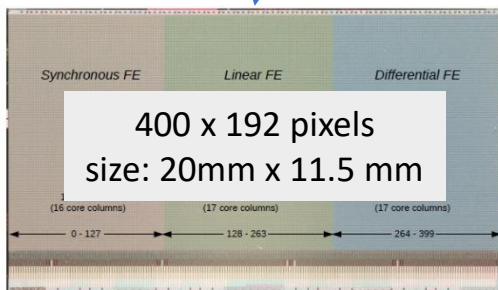 Synchronous FE Linear FE Differential FE
400 x 192 pixels
size: 20mm x 11.5 mm
(16 core columns) (17 core columns) (17 core columns)
0 - 127 128 - 263 264 - 399